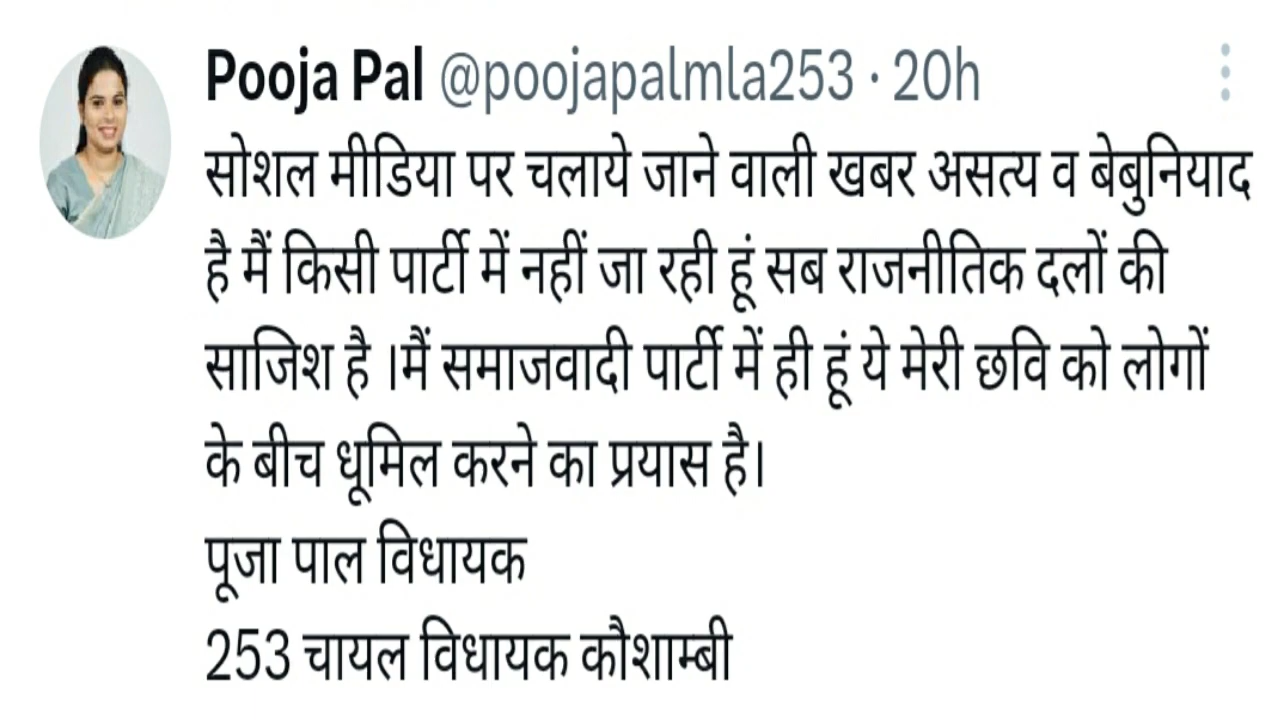 Pooja Pal @poojapalmla253 · 20h
सोशल मीडिया पर चलाये जाने वाली खबर असत्य व बेबुनियाद
है मैं किसी पार्टी में नहीं जा रही हूं सब राजनीतिक दलों की
साजिश है ।मैं समाजवादी पार्टी में ही हूं ये मेरी छवि को लोगों
के बीच धूमिल करने का प्रयास है।
पूजा पाल विधायक
253 चायल विधायक कौशाम्बी